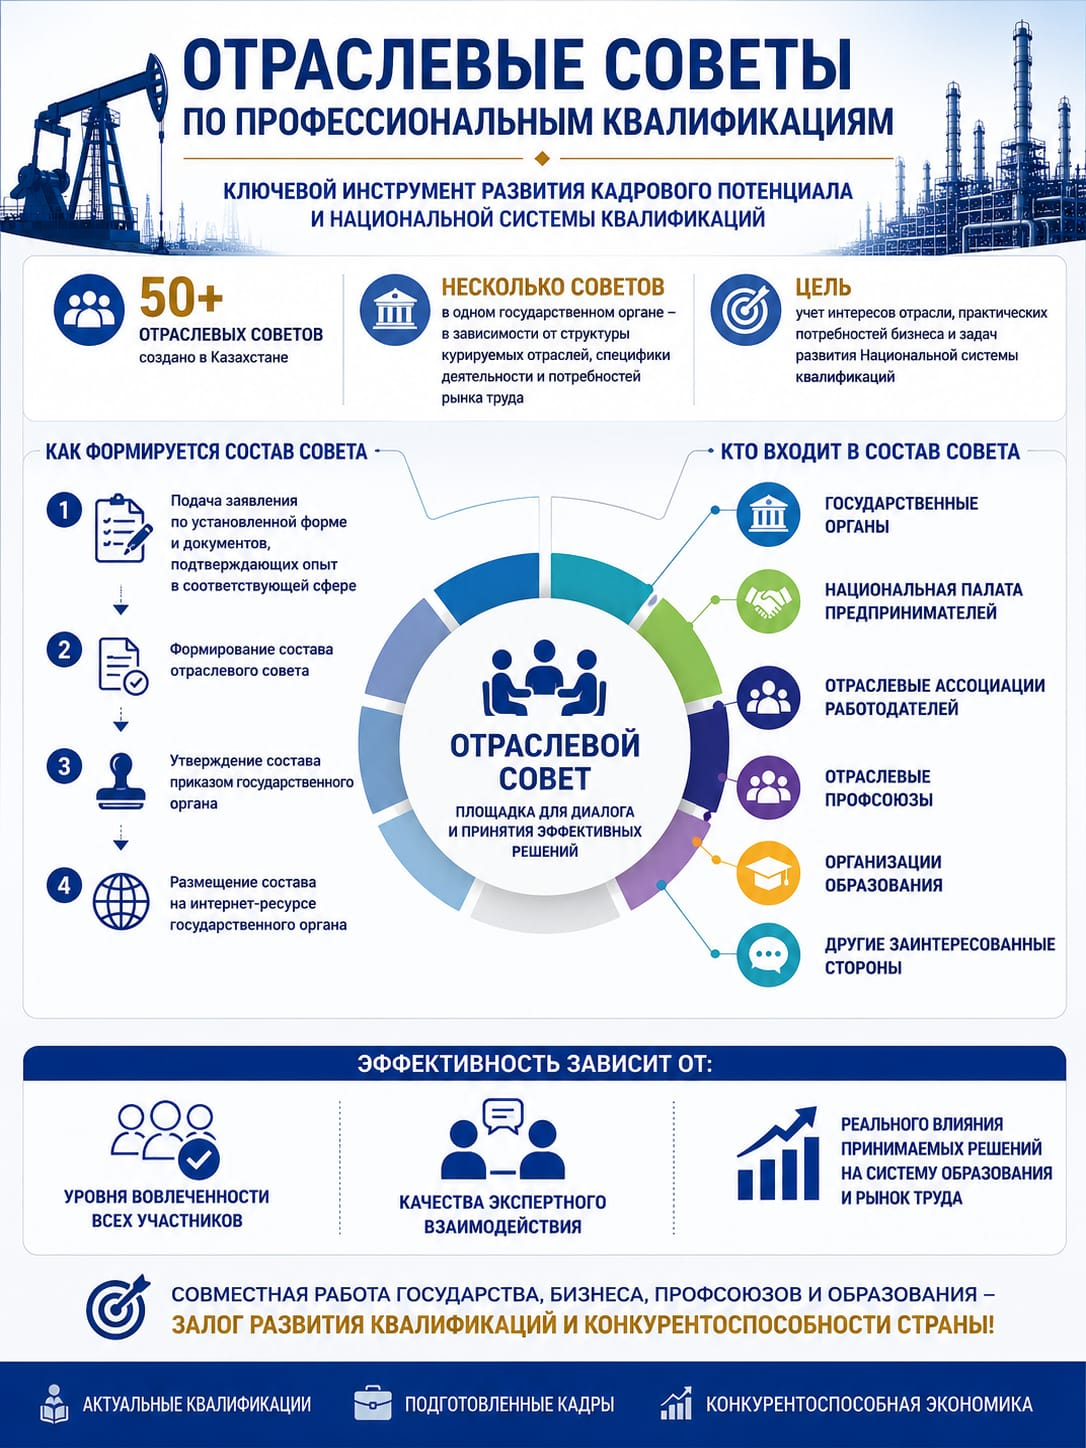 ОТРАСЛЕВЫЕ СОВЕТЫ
ПО ПРОФЕССИОНАЛЬНЫМ КВАЛИФИКАЦИЯМ
КЛЮЧЕВОЙ ИНСТРУМЕНТ РАЗВИТИЯ КАДРОВОГО ПОТЕНЦИАЛА
И НАЦИОНАЛЬНОЙ СИСТЕМЫ КВАЛИФИКАЦИЙ
50+
ОТРАСЛЕВЫХ СОВЕТОВ
создано в Казахстане
НЕСКОЛЬКО СОВЕТОВ
в одном государственном органе –
в зависимости от структуры
курируемых отраслей, специфики
деятельности и потребностей
рынка труда
ЦЕЛЬ
учет интересов отрасли, практических
потребностей бизнеса и задач
развития Национальной системы
квалификаций
КАК ФОРМИРУЕТСЯ СОСТАВ СОВЕТА
1
Подача заявления
по установленной форме
и документов,
подтверждающих опыт
в соответствующей сфере
2
Формирование состава
отраслевого совета
3
Утверждение состава
приказом государственного
органа
4
Размещение состава
на интернет-ресурсе
государственного органа
ОТРАСЛЕВОЙ
СОВЕТ
ПЛОЩАДКА ДЛЯ ДИАЛОГА
И ПРИНЯТИЯ ЭФФЕКТИВНЫХ
РЕШЕНИЙ
КТО ВХОДИТ В СОСТАВ СОВЕТА
ГОСУДАРСТВЕННЫЕ
ОРГАНЫ
НАЦИОНАЛЬНАЯ ПАЛАТА
ПРЕДПРИНИМАТЕЛЕЙ
ОТРАСЛЕВЫЕ АССОЦИАЦИИ
РАБОТОДАТЕЛЕЙ
ОТРАСЛЕВЫЕ
ПРОФСОЮЗЫ
ОРГАНИЗАЦИИ
ОБРАЗОВАНИЯ
ДРУГИЕ ЗАИНТЕРЕСОВАННЫЕ
СТОРОНЫ
ЭФФЕКТИВНОСТЬ ЗАВИСИТ ОТ:
УРОВНЯ ВОВЛЕЧЕННОСТИ
ВСЕХ УЧАСТНИКОВ
КАЧЕСТВА ЭКСПЕРТНОГО
ВЗАИМОДЕЙСТВИЯ
РЕАЛЬНОГО ВЛИЯНИЯ
ПРИНИМАЕМЫХ РЕШЕНИЙ
НА СИСТЕМУ ОБРАЗОВАНИЯ
И РЫНОК ТРУДА
СОВМЕСТНАЯ РАБОТА ГОСУДАРСТВА, БИЗНЕСА, ПРОФСОЮЗОВ И ОБРАЗОВАНИЯ –
ЗАЛОГ РАЗВИТИЯ КВАЛИФИКАЦИЙ И КОНКУРЕНТОСПОСОБНОСТИ СТРАНЫ!
АКТУАЛЬНЫЕ КВАЛИФИКАЦИИ
ПОДГОТОВЛЕННЫЕ КАДРЫ
КОНКУРЕНТОСПОСОБНАЯ ЭКОНОМИКА